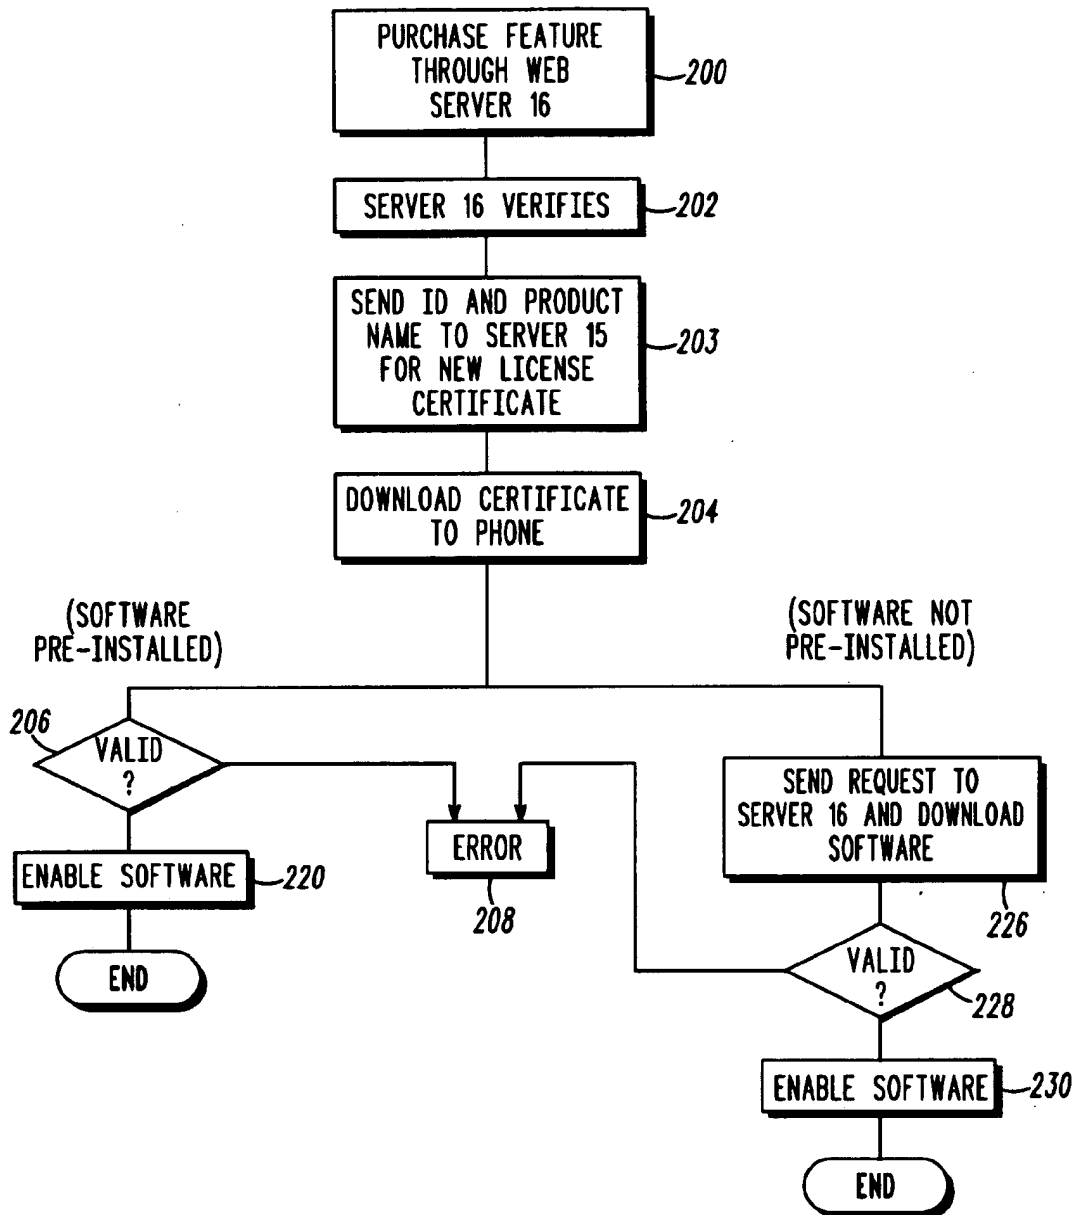 PURCHASE FEATURE
THROUGH WEB
SERVER 16
200
SERVER 16 VERIFIES
202
SEND ID AND PRODUCT
NAME TO SERVER 15
FOR NEW LICENSE
CERTIFICATE
203
DOWNLOAD CERTIFICATE
TO PHONE
204
(SOFTWARE
PRE-INSTALLED)
(SOFTWARE NOT
PRE-INSTALLED)
206
VALID
?
ERROR
208
SEND REQUEST TO
SERVER 16 AND DOWNLOAD
SOFTWARE
226
ENABLE SOFTWARE
220
END
VALID
?
228
ENABLE SOFTWARE
230
END